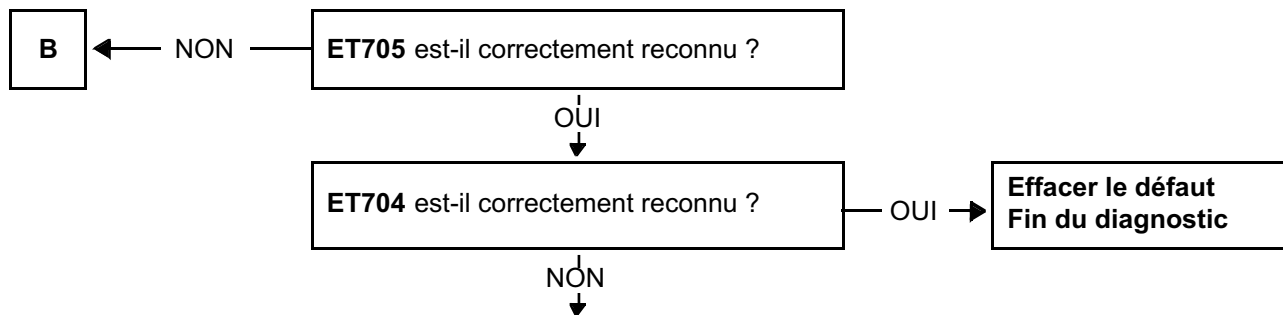 B
NON
ET705 est-il correctement reconnu ?
OUI
ET704 est-il correctement reconnu ?
OUI
Effacer le défaut
Fin du diagnostic
NON